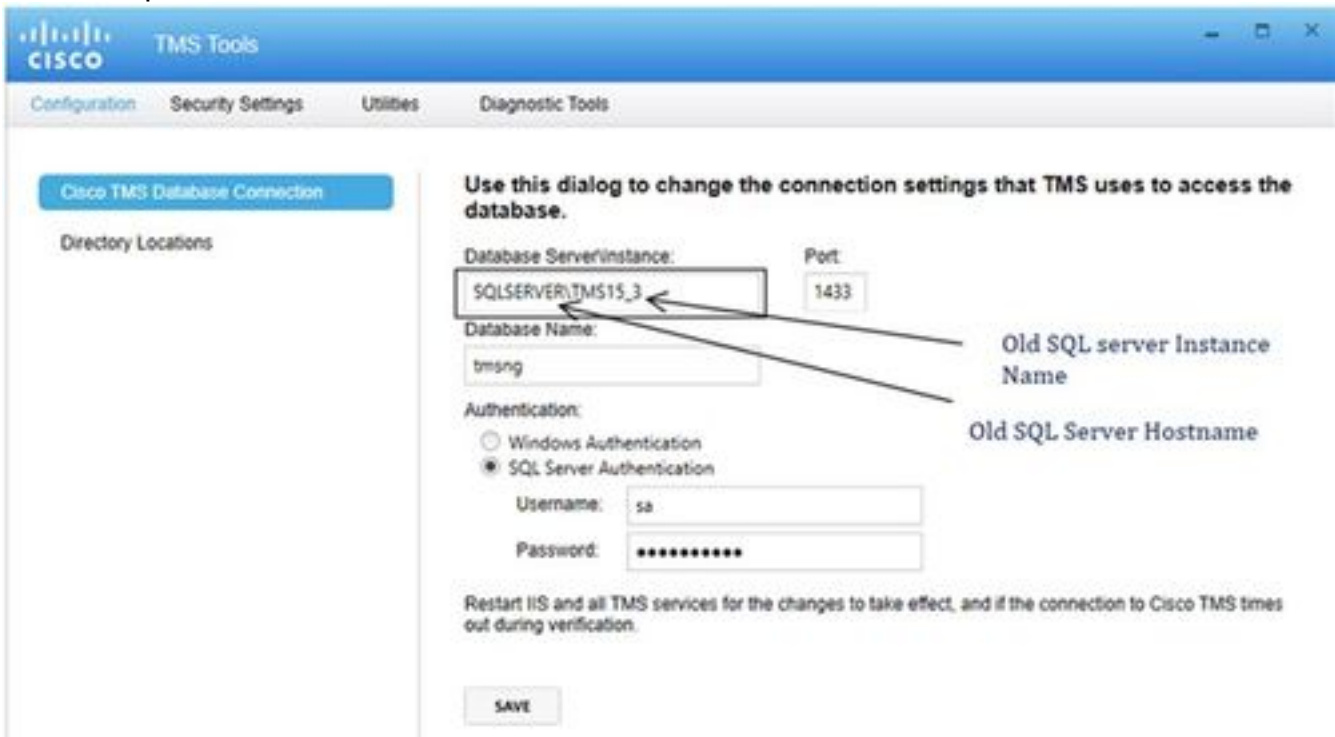 CISCO TMS Tools
Configuration Security Settings Utilities Diagnostic Tools
Cisco TMS Database Connection
Directory Locations
Use this dialog to change the connection settings that TMS uses to access the
database.
Database Server\Instance: Port:
SQLSERVER\TMS15_3 1433
Old SQL server Instance
Name
Old SQL Server Hostname
Database Name:
tmsng
Authentication:
Windows Authentication
SQL Server Authentication
Username: sa
Password: ••••••••••
Restart IIS and all TMS services for the changes to take effect, and if the connection to Cisco TMS times
out during verification.
SAVE